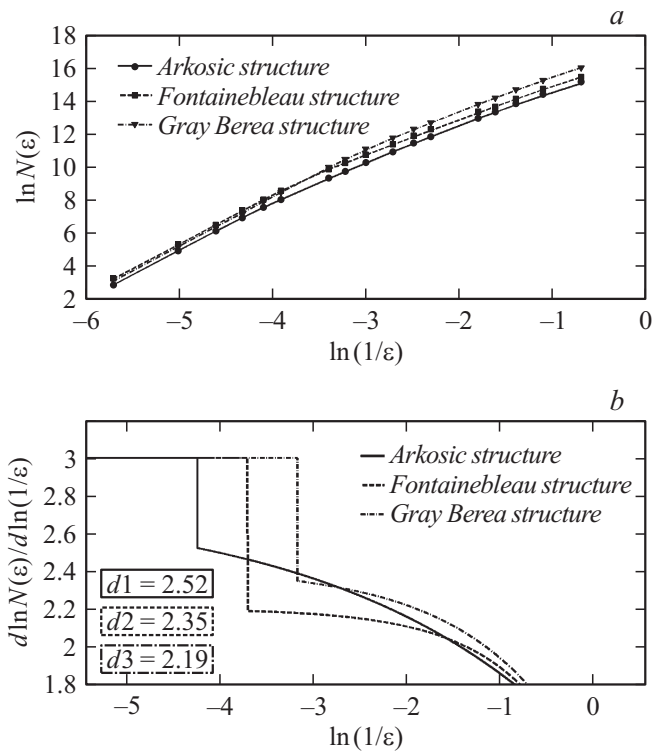 a
18
16
14
12
10
8
6
4
2
ln N(ε)
Arkosic structure
Fontainebleau structure
Gray Berea structure
−6 −5 −4 −3 −2 −1 0
ln (1/ε)
b
3
2.8
2.6
2.4
2.2
2
1.8
d ln N(ε)/d ln (1/ε)
Arkosic structure
Fontainebleau structure
Gray Berea structure
d1 = 2.52
d2 = 2.35
d3 = 2.19
−5 −4 −3 −2 −1 0
ln (1/ε)